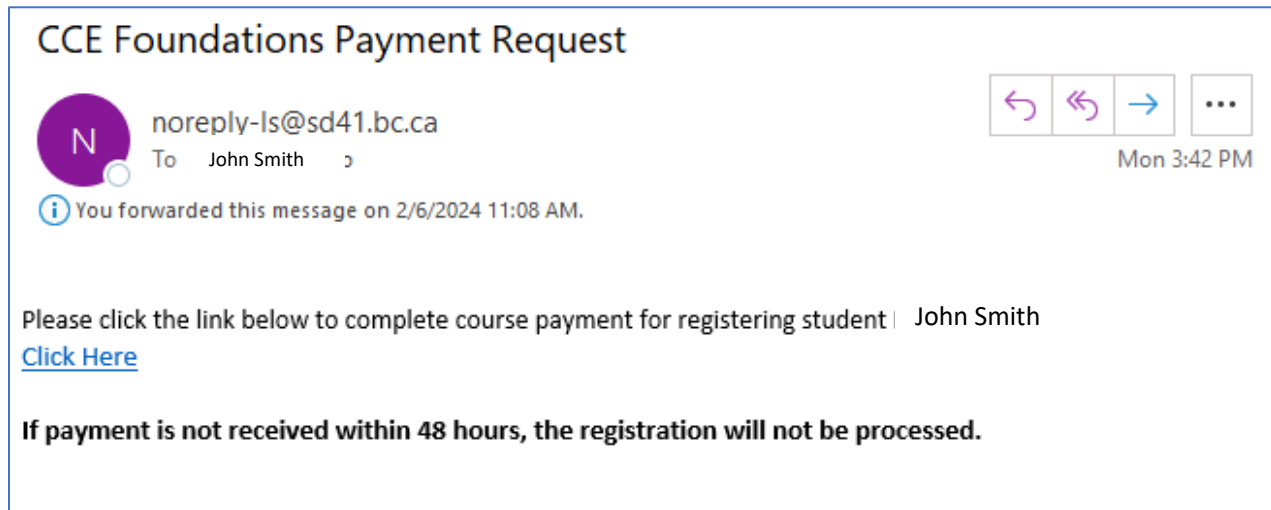 CCE Foundations Payment Request
N
noreply-ls@sd41.bc.ca
To John Smith
Mon 3:42 PM
You forwarded this message on 2/6/2024 11:08 AM.
Please click the link below to complete course payment for registering student John Smith
Click Here
If payment is not received within 48 hours, the registration will not be processed.